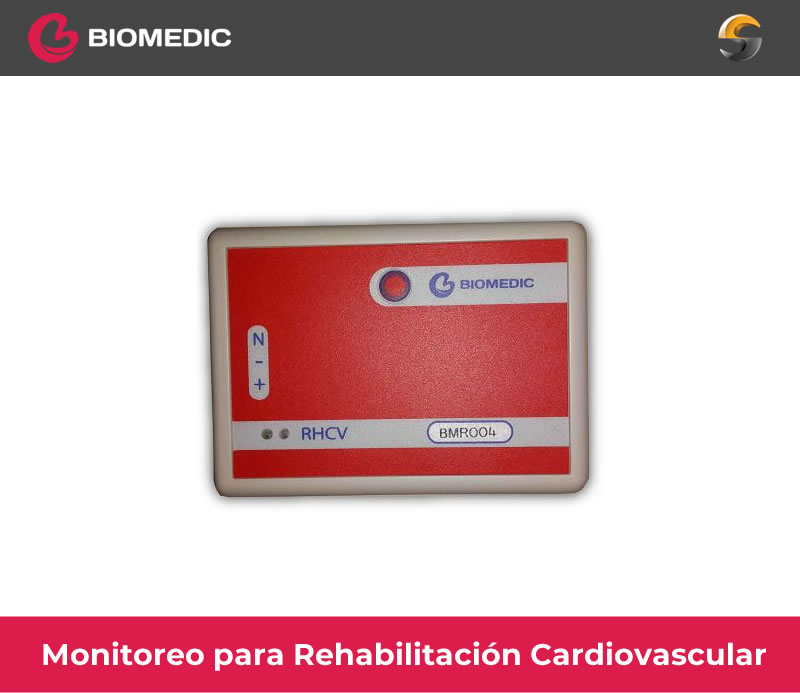 BIOMEDIC
BIOMEDIC
N
-
+
RHCV
BMR004
Monitoreo para Rehabilitación Cardiovascular